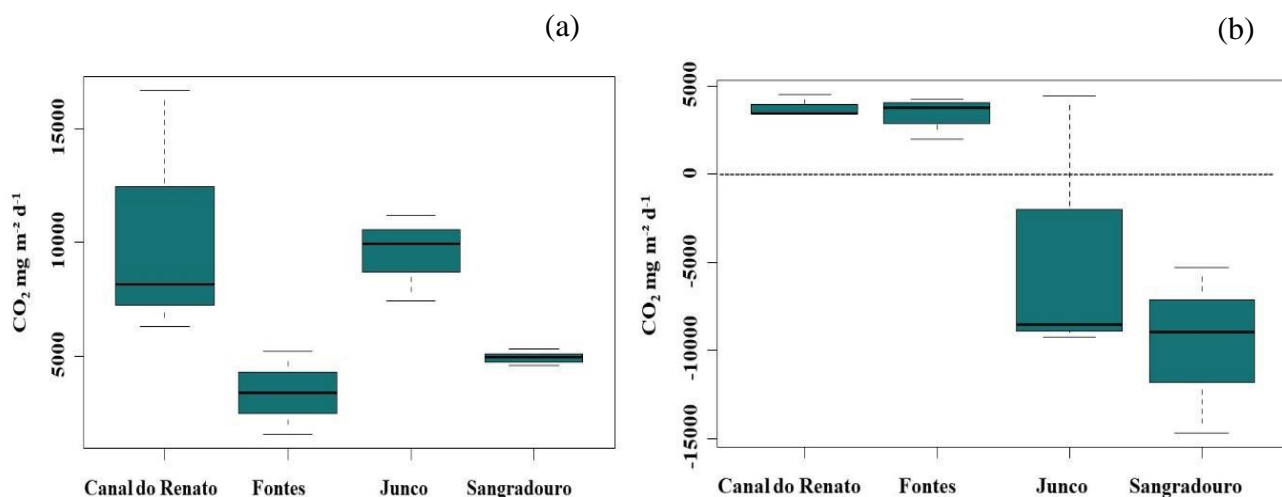 (a)
CO₂ mg m⁻² d⁻¹
15000
10000
5000
Canal do Renato Fontes Junco Sangradouro
(b)
CO₂ mg m⁻² d⁻¹
5000
0
-5000
-10000
-15000
Canal do Renato Fontes Junco Sangradouro